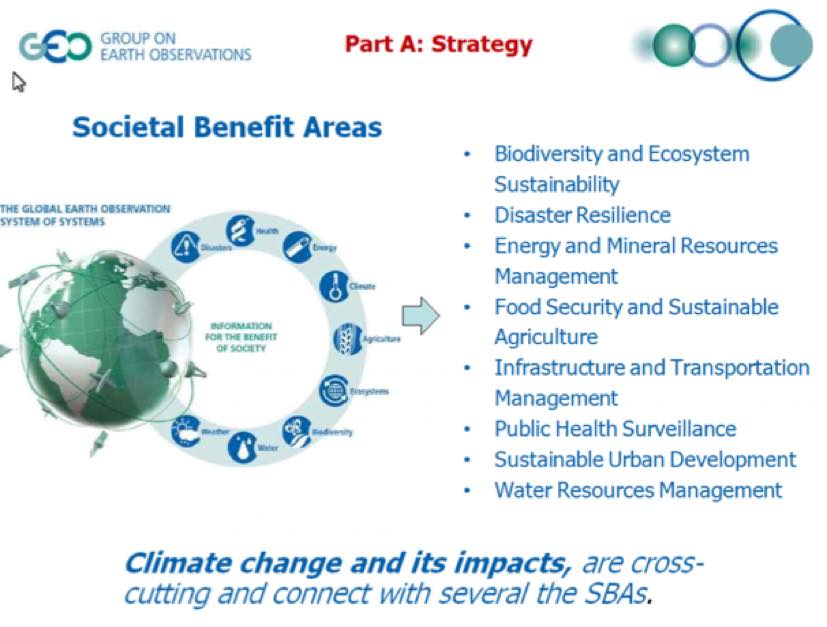 GEO GROUP ON
EARTH OBSERVATIONS
Part A: Strategy
Societal Benefit Areas
THE GLOBAL EARTH OBSERVATION
SYSTEM OF SYSTEMS
Disasters
Health
Energy
Climate
Agriculture
Ecosystems
Biodiversity
Water
Weather
INFORMATION
FOR THE BENEFIT
OF SOCIETY
• Biodiversity and Ecosystem
Sustainability
• Disaster Resilience
• Energy and Mineral Resources
Management
• Food Security and Sustainable
Agriculture
• Infrastructure and Transportation
Management
• Public Health Surveillance
• Sustainable Urban Development
• Water Resources Management
Climate change and its impacts, are cross-
cutting and connect with several the SBAs.